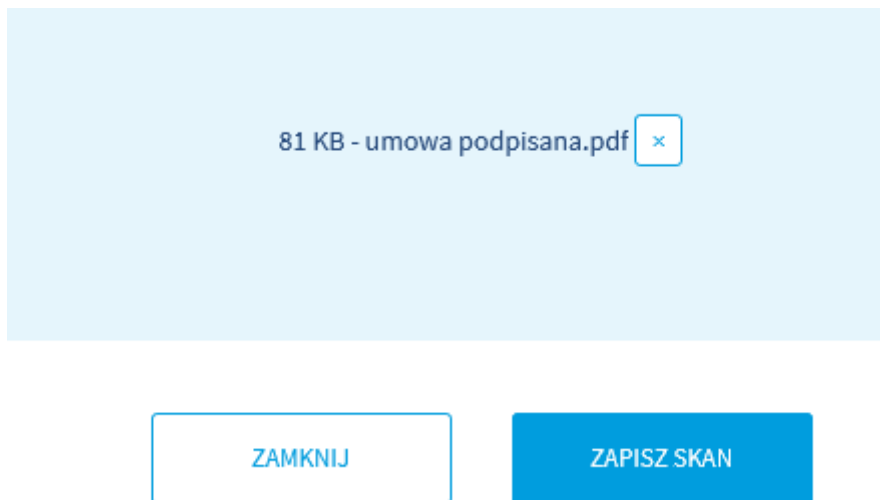 81 KB - umowa podpisana.pdf ×
ZAMKNIJ
ZAPISZ SKAN